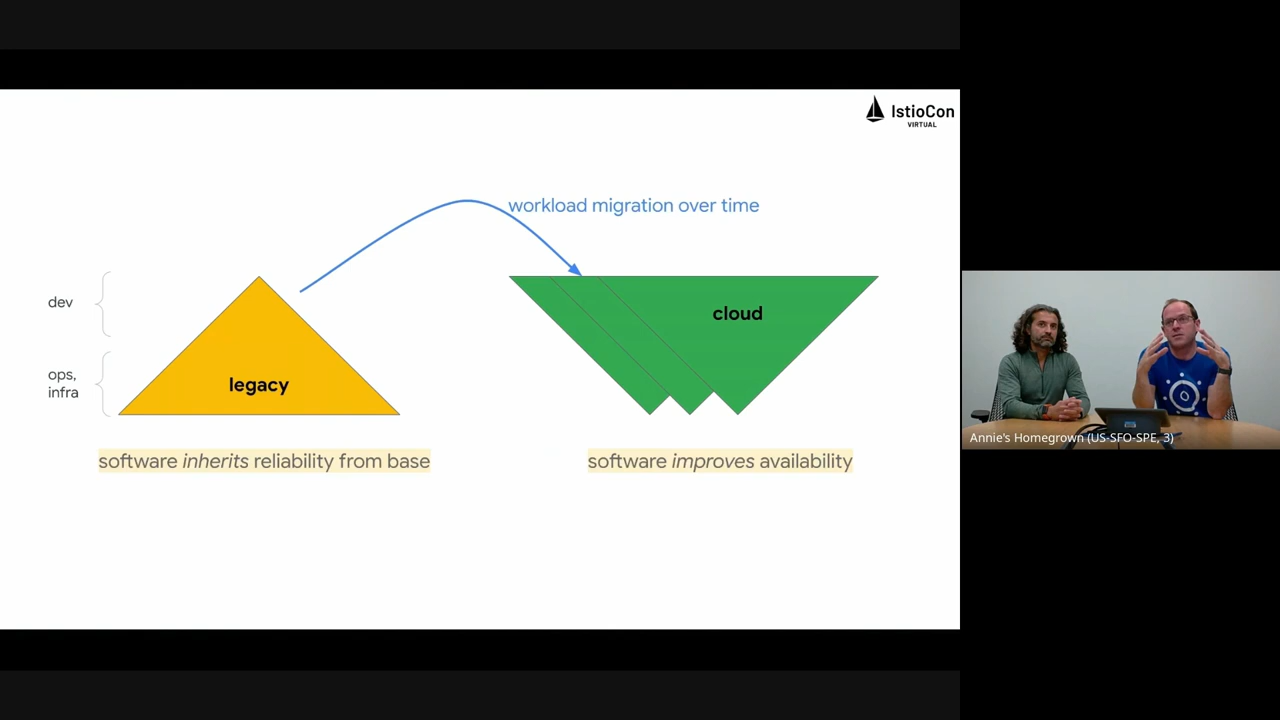 IstioCon
VIRTUAL
workload migration over time
dev
cloud
ops,
infra
legacy
software inherits reliability from base
software improves availability
Annie's Homegrown (US-SFO-SPE, 3)